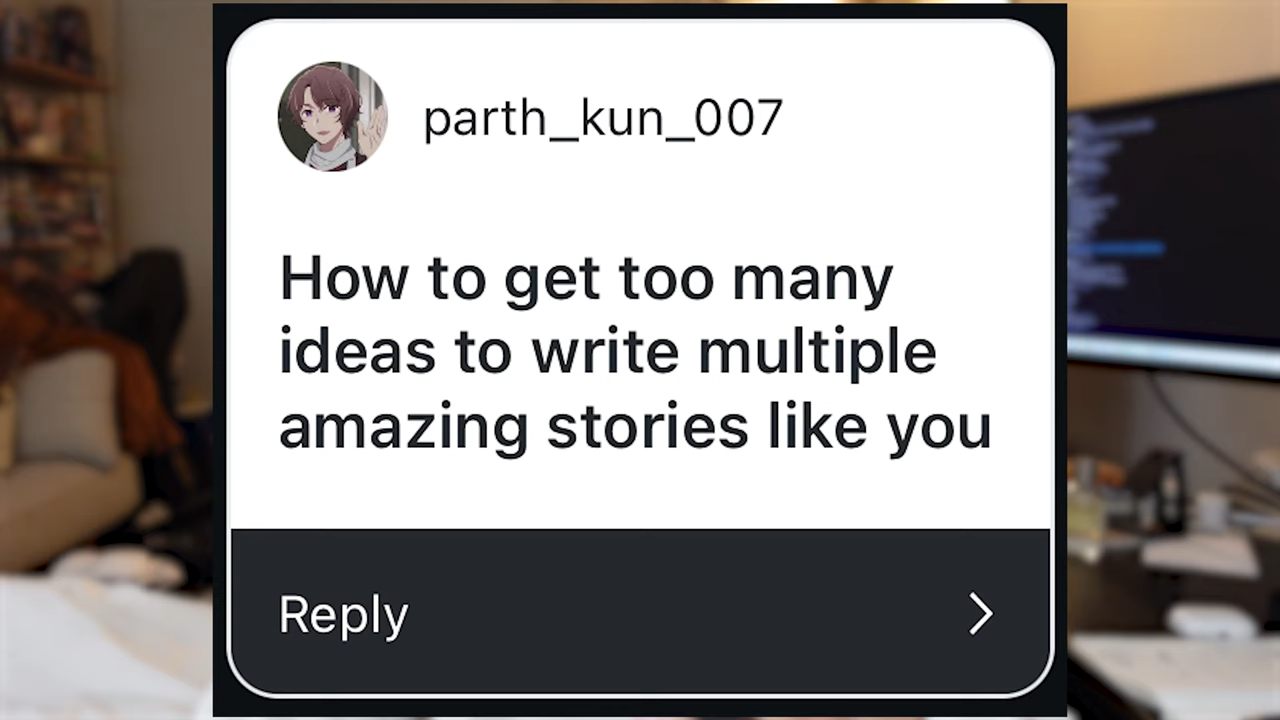 parth_kun_007
How to get too many
ideas to write multiple
amazing stories like you
Reply